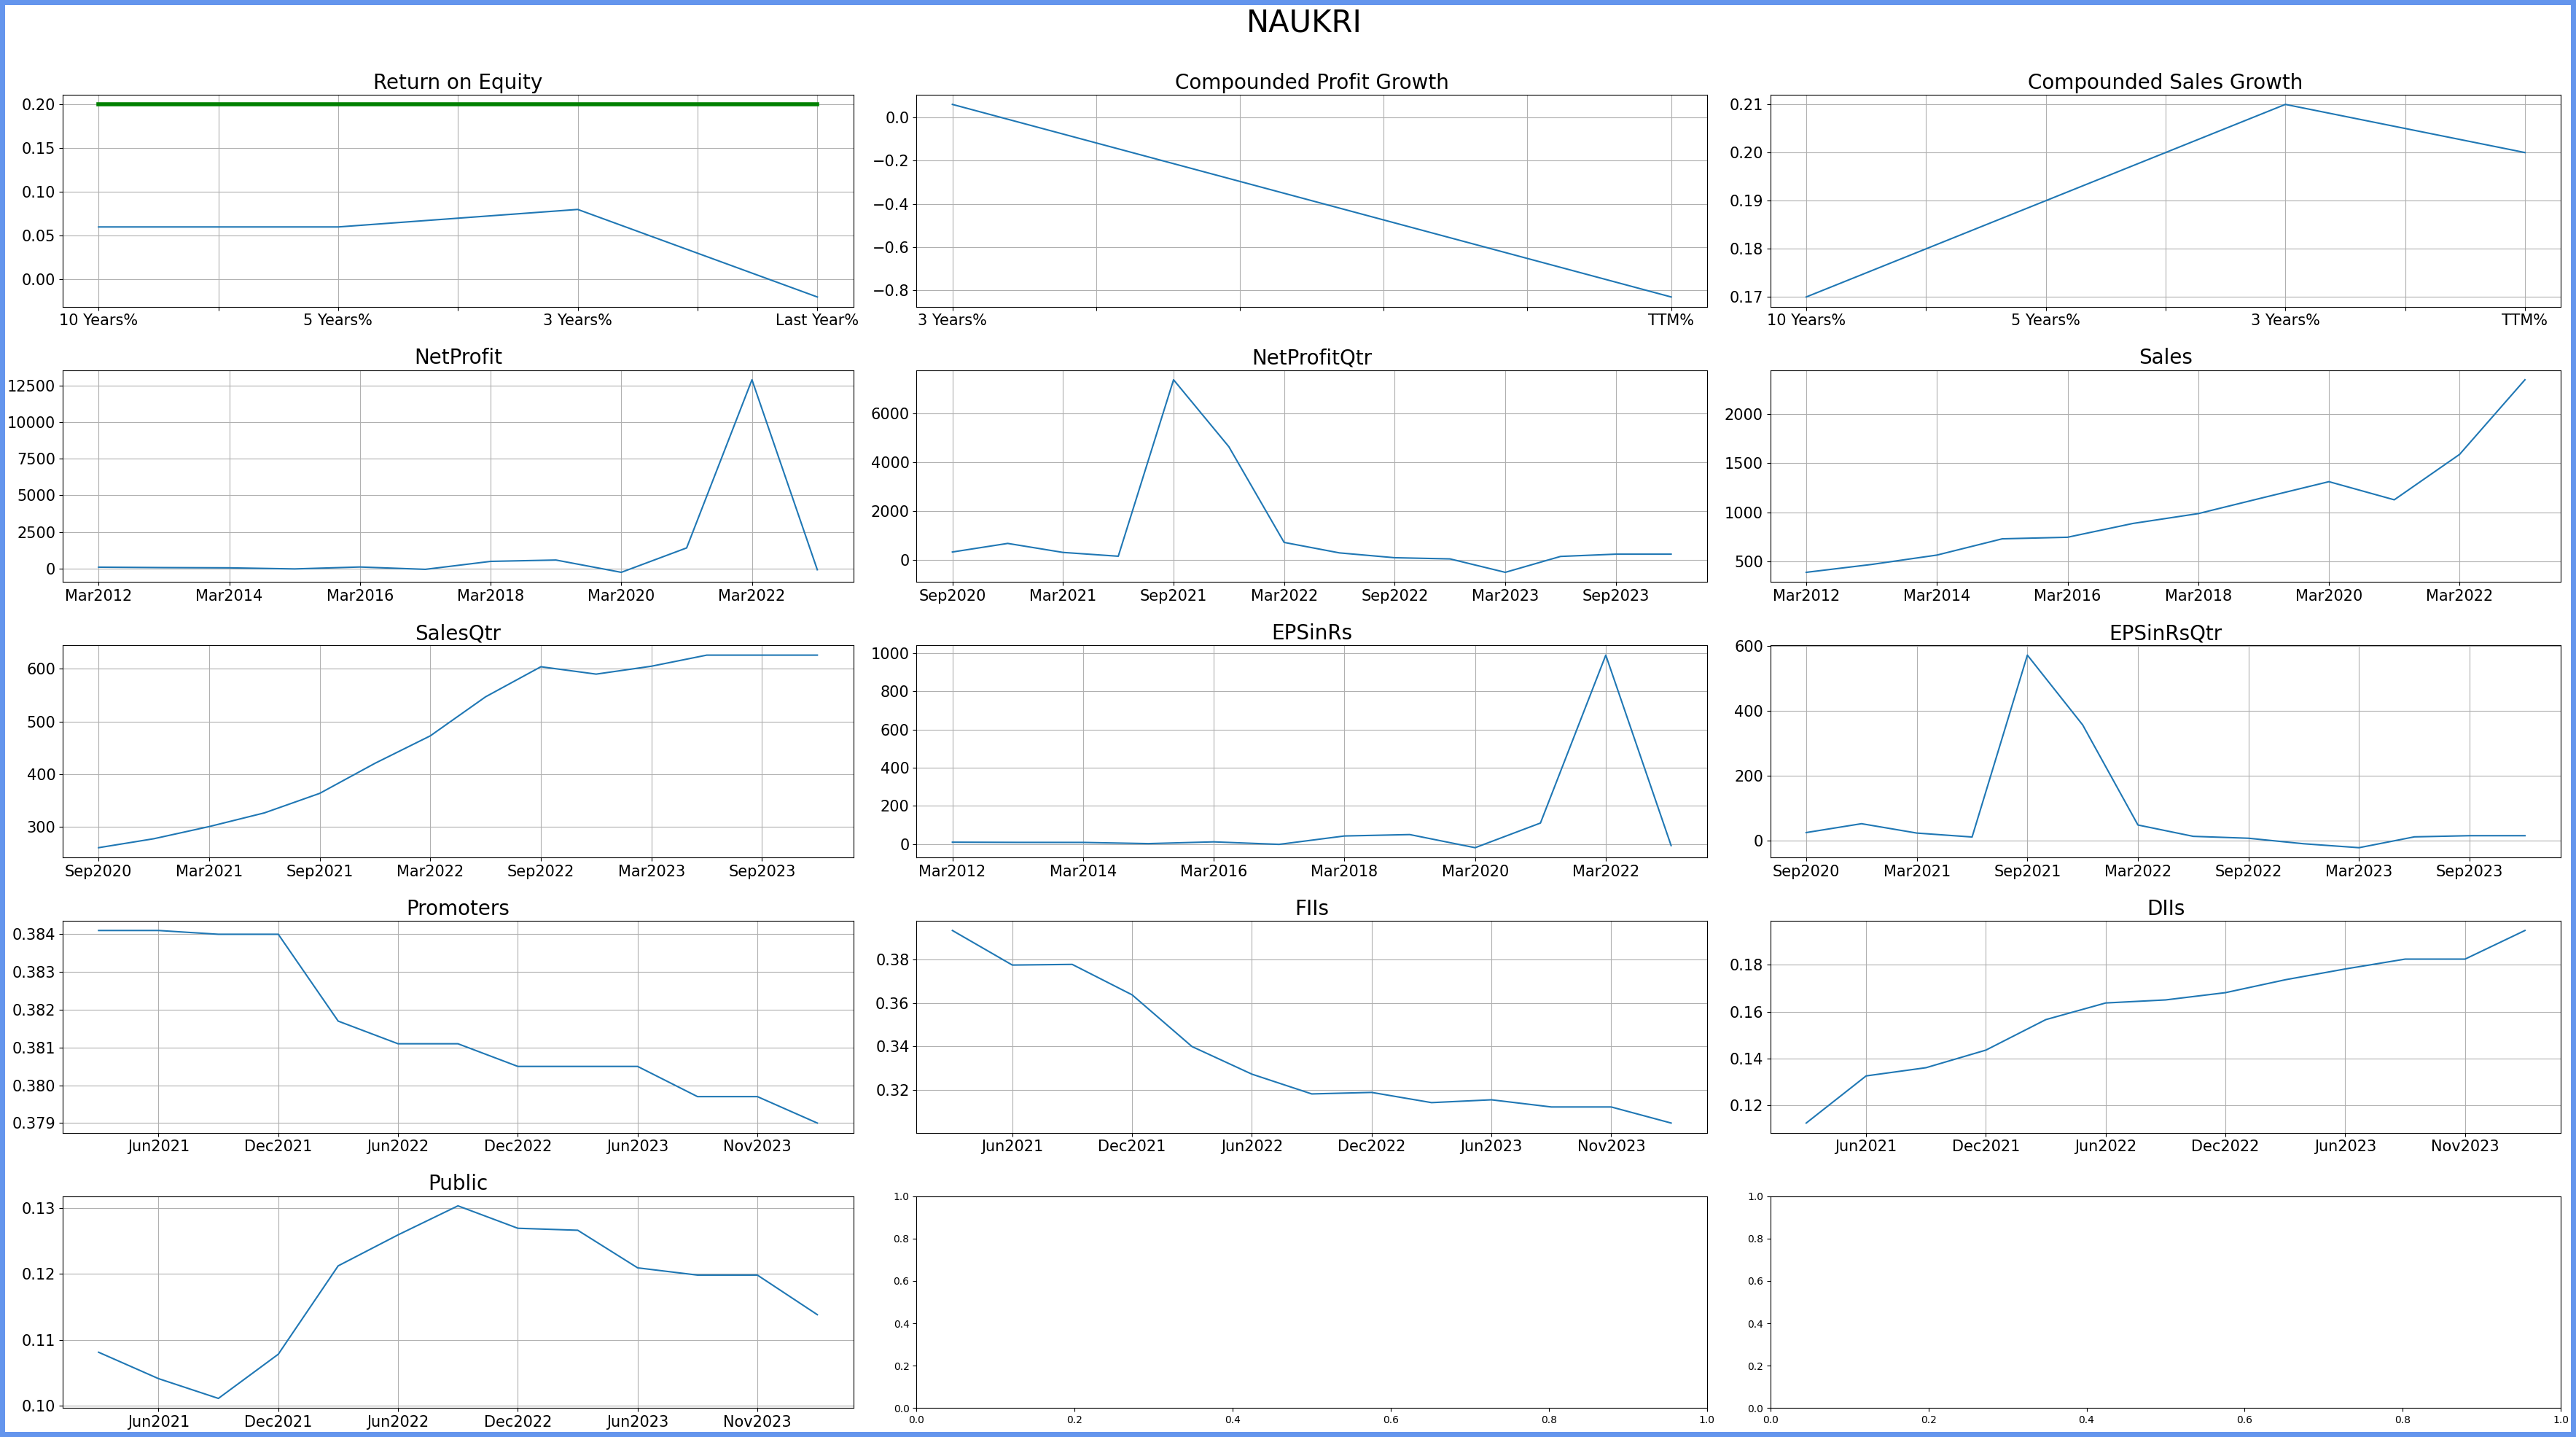 NAUKRI
Return on Equity
0.20
0.15
0.10
0.05
0.00
10 Years% 5 Years% 3 Years% Last Year%
Compounded Profit Growth
0.0
−0.2
−0.4
−0.6
−0.8
3 Years% TTM%
Compounded Sales Growth
0.21
0.20
0.19
0.18
0.17
10 Years% 5 Years% 3 Years% TTM%
NetProfit
12500
10000
7500
5000
2500
0
Mar2012 Mar2014 Mar2016 Mar2018 Mar2020 Mar2022
NetProfitQtr
6000
4000
2000
0
Sep2020 Mar2021 Sep2021 Mar2022 Sep2022 Mar2023 Sep2023
Sales
2000
1500
1000
500
Mar2012 Mar2014 Mar2016 Mar2018 Mar2020 Mar2022
SalesQtr
600
500
400
300
Sep2020 Mar2021 Sep2021 Mar2022 Sep2022 Mar2023 Sep2023
EPSinRs
1000
800
600
400
200
0
Mar2012 Mar2014 Mar2016 Mar2018 Mar2020 Mar2022
EPSinRsQtr
600
400
200
0
Sep2020 Mar2021 Sep2021 Mar2022 Sep2022 Mar2023 Sep2023
Promoters
0.384
0.383
0.382
0.381
0.380
0.379
Jun2021 Dec2021 Jun2022 Dec2022 Jun2023 Nov2023
FIIs
0.38
0.36
0.34
0.32
Jun2021 Dec2021 Jun2022 Dec2022 Jun2023 Nov2023
DIIs
0.18
0.16
0.14
0.12
Jun2021 Dec2021 Jun2022 Dec2022 Jun2023 Nov2023
Public
0.13
0.12
0.11
0.10
Jun2021 Dec2021 Jun2022 Dec2022 Jun2023 Nov2023
1.0
0.8
0.6
0.4
0.2
0.0
0.0 0.2 0.4 0.6 0.8 1.0
1.0
0.8
0.6
0.4
0.2
0.0
0.0 0.2 0.4 0.6 0.8 1.0